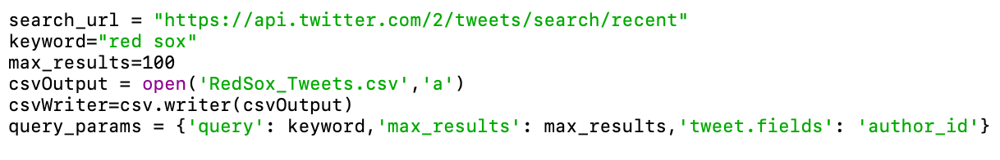 search_url = "https://api.twitter.com/2/tweets/search/recent"
keyword="red sox"
max_results=100
csvOutput = open('RedSox_Tweets.csv','a')
csvWriter=csv.writer(csvOutput)
query_params = {'query': keyword,'max_results': max_results,'tweet.fields': 'author_id'}